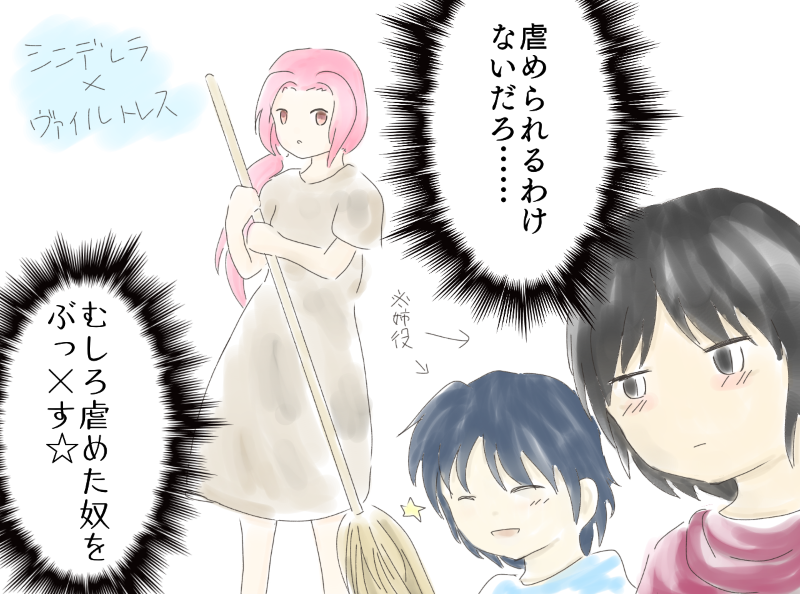 シンデレラ
×
ヴァイルトレス
虐められるわけ
ないだろ……
※姉役
むしろ虐めた奴を
ぶっ×す☆